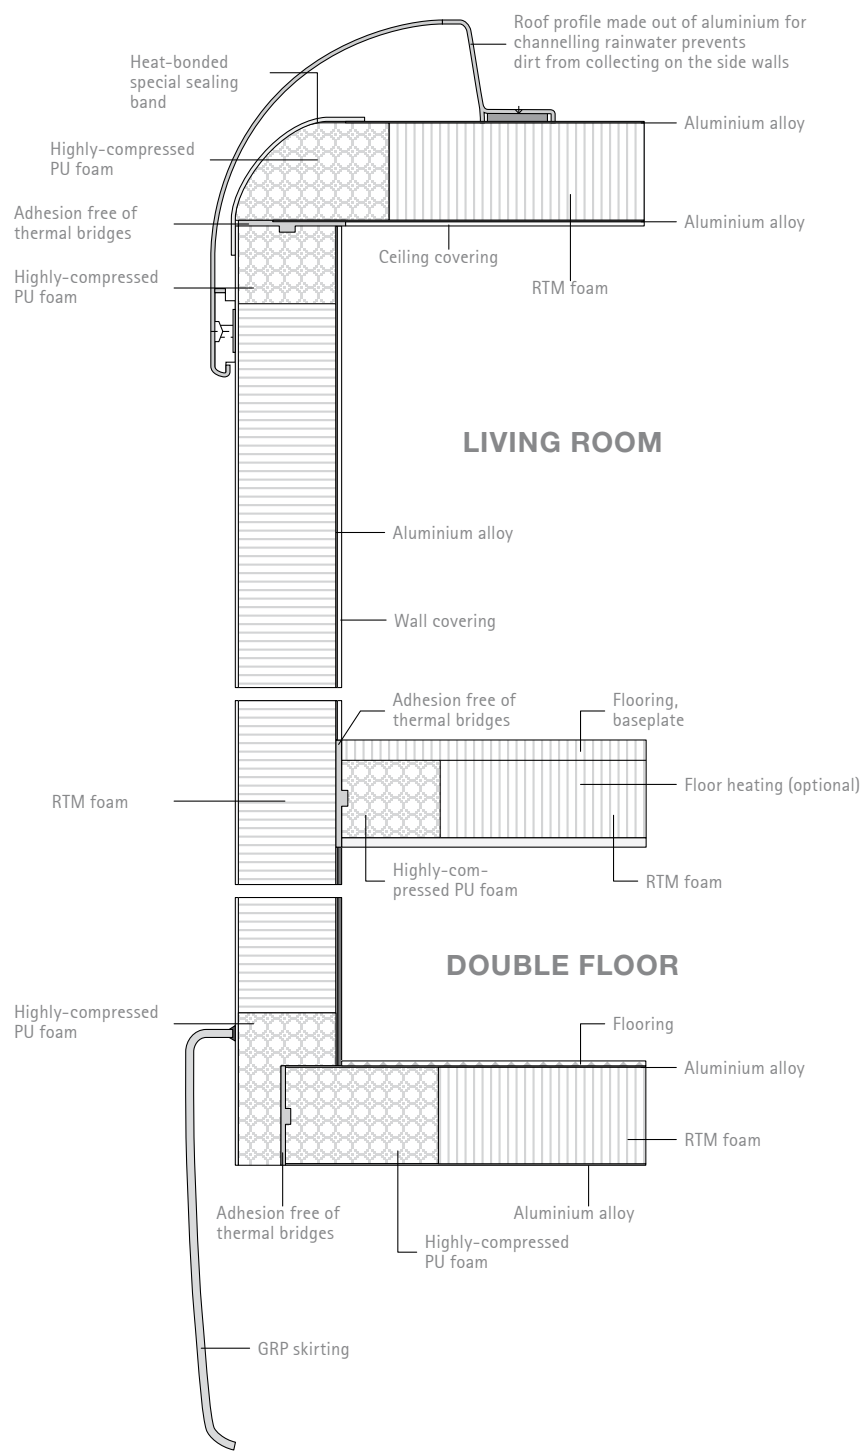 Roof profile made out of aluminium for
channelling rainwater prevents
dirt from collecting on the side walls
Heat-bonded
special sealing
band
Aluminium alloy
Highly-compressed
PU foam
Adhesion free of
thermal bridges
Aluminium alloy
Ceiling covering
Highly-compressed
PU foam
RTM foam
LIVING ROOM
Aluminium alloy
Wall covering
Adhesion free of
thermal bridges
Flooring,
baseplate
Floor heating (optional)
RTM foam
Highly-com-
pressed PU foam
RTM foam
DOUBLE FLOOR
Highly-compressed
PU foam
Flooring
Aluminium alloy
RTM foam
Adhesion free of
thermal bridges
Aluminium alloy
Highly-compressed
PU foam
GRP skirting